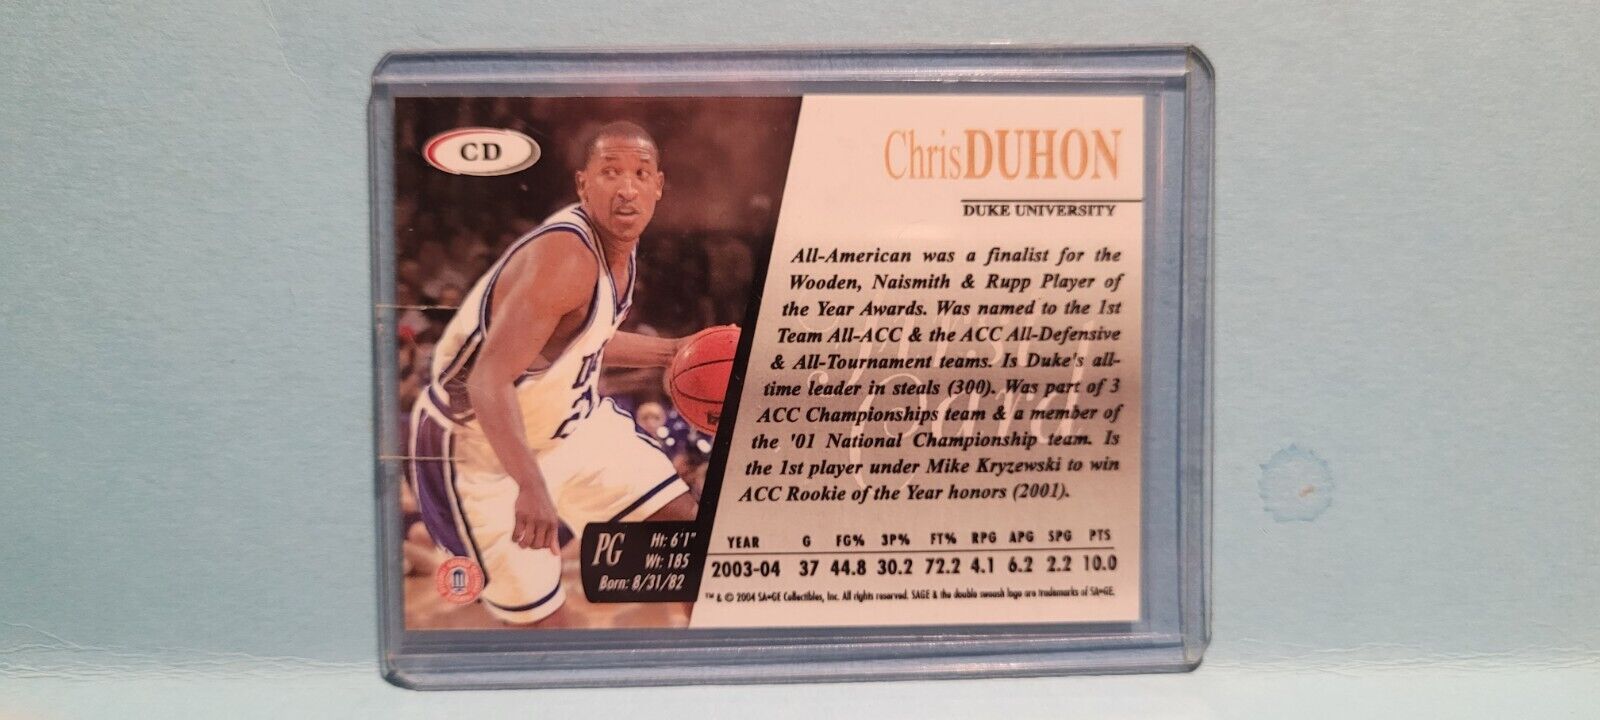 CD
ChrisDUHON
DUKE UNIVERSITY
All-American was a finalist for the
Wooden, Naismith & Rupp Player of
the Year Awards. Was named to the 1st
Team All-ACC & the ACC All-Defensive
& All-Tournament teams. Is Duke's all-
time leader in steals (300). Was part of 3
ACC Championships team & a member of
the '01 National Championship team. Is
the 1st player under Mike Kryzewski to win
ACC Rookie of the Year honors (2001).
First
Card
PG
Ht: 6'1"
Wt: 185
Born: 8/31/82
YEAR G FG% 3P% FT% RPG APG SPG PTS
2003-04 37 44.8 30.2 72.2 4.1 6.2 2.2 10.0
™ & © 2004 SA•GE Collectibles, Inc. All rights reserved. SAGE & the double swoosh logo are trademarks of SA•GE.